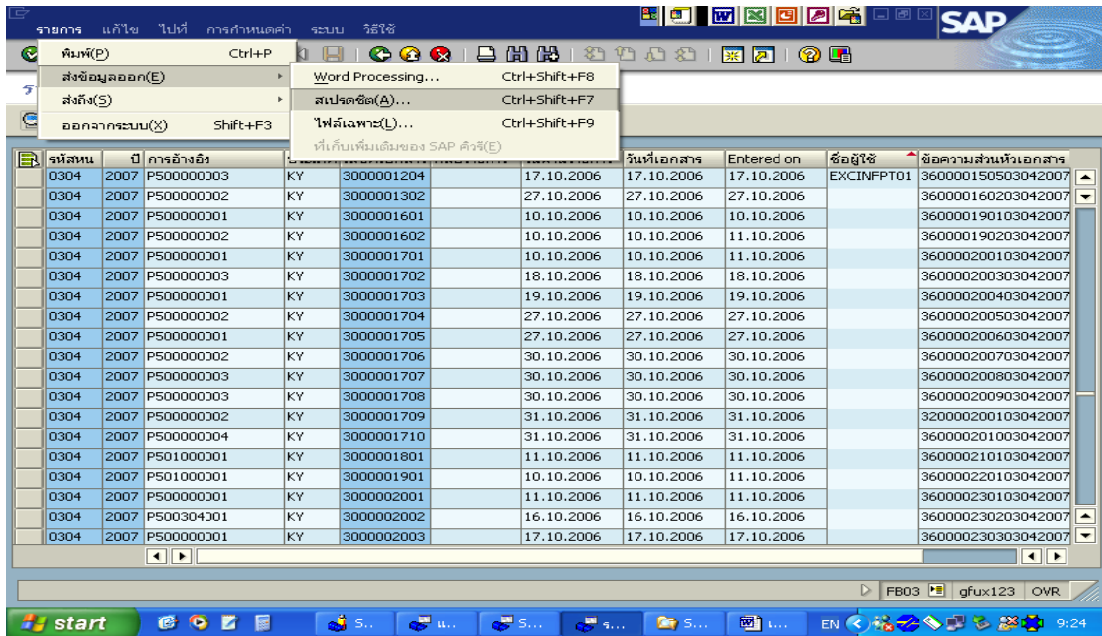 SAP
รายการ แก้ไข ไปที่ การกำหนดค่า ระบบ วิธีใช้
พิมพ์(P) Ctrl+P
ส่งข้อมูลออก(E) Word Processing... Ctrl+Shift+F8
ส่งถึง(S) สเปรดชีต(A)... Ctrl+Shift+F7
ออกจากระบบ(X) Shift+F3 ไฟล์เฉพาะ(L)... Ctrl+Shift+F9
ที่เก็บเพิ่มเติมของ SAP คิวรี(E)
รหัสหน ปี การอ้างอิง วันที่เอกสาร Entered on ชื่อผู้ใช้ ข้อความส่วนหัวเอกสาร
0304 2007 P500000003 KY 3000001204 17.10.2006 17.10.2006 17.10.2006 EXCINFPT01 360000150503042007
0304 2007 P500000002 KY 3000001302 27.10.2006 27.10.2006 27.10.2006 360000160203042007
0304 2007 P500000001 KY 3000001601 10.10.2006 10.10.2006 10.10.2006 360000190103042007
0304 2007 P500000002 KY 3000001602 10.10.2006 10.10.2006 11.10.2006 360000190203042007
0304 2007 P500000001 KY 3000001701 10.10.2006 10.10.2006 11.10.2006 360000200103042007
0304 2007 P500000003 KY 3000001702 18.10.2006 18.10.2006 18.10.2006 360000200303042007
0304 2007 P500000001 KY 3000001703 19.10.2006 19.10.2006 19.10.2006 360000200403042007
0304 2007 P500000002 KY 3000001704 27.10.2006 27.10.2006 27.10.2006 360000200503042007
0304 2007 P500000001 KY 3000001705 27.10.2006 27.10.2006 27.10.2006 360000200603042007
0304 2007 P500000002 KY 3000001706 30.10.2006 30.10.2006 30.10.2006 360000200703042007
0304 2007 P500000003 KY 3000001707 30.10.2006 30.10.2006 30.10.2006 360000200803042007
0304 2007 P500000003 KY 3000001708 30.10.2006 30.10.2006 30.10.2006 360000200903042007
0304 2007 P500000002 KY 3000001709 31.10.2006 31.10.2006 31.10.2006 320000200103042007
0304 2007 P500000004 KY 3000001710 31.10.2006 31.10.2006 31.10.2006 360000201003042007
0304 2007 P501000001 KY 3000001801 11.10.2006 11.10.2006 11.10.2006 360000210103042007
0304 2007 P501000001 KY 3000001901 10.10.2006 10.10.2006 11.10.2006 360000220103042007
0304 2007 P500000001 KY 3000002001 11.10.2006 11.10.2006 11.10.2006 360000230103042007
0304 2007 P500304001 KY 3000002002 16.10.2006 16.10.2006 16.10.2006 360000230203042007
0304 2007 P500000001 KY 3000002003 17.10.2006 17.10.2006 17.10.2006 360000230303042007
FB03 gfux123 OVR
start S.. S... S... EN 9:24